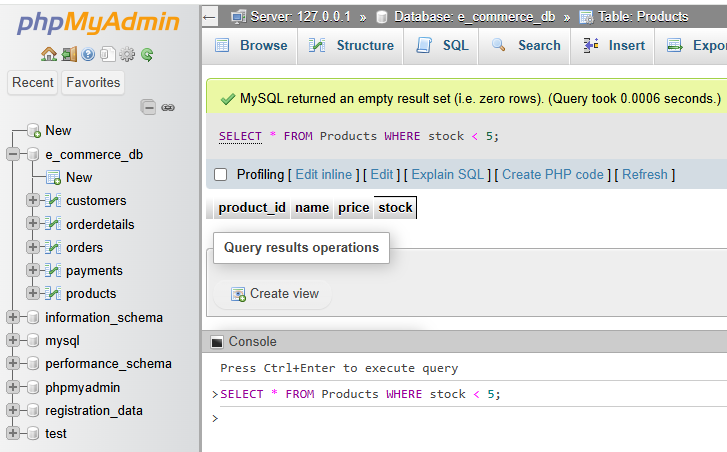 phpMyAdmin
Recent Favorites
New
e_commerce_db
New
customers
orderdetails
orders
payments
products
information_schema
mysql
performance_schema
phpmyadmin
registration_data
test
Server: 127.0.0.1 » Database: e_commerce_db » Table: Products
Browse Structure SQL Search Insert Expor
MySQL returned an empty result set (i.e. zero rows). (Query took 0.0006 seconds.)
SELECT * FROM Products WHERE stock < 5;
Profiling [ Edit inline ] [ Edit ] [ Explain SQL ] [ Create PHP code ] [ Refresh ]
product_id name price stock
Query results operations
Create view
Console
Press Ctrl+Enter to execute query
>SELECT * FROM Products WHERE stock < 5;
>